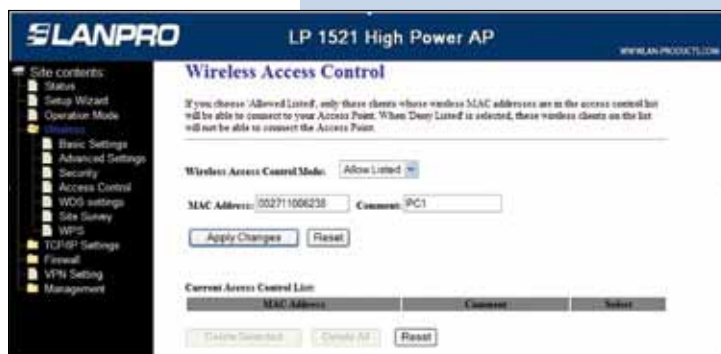 LANPRO
LP 1521 High Power AP
WWW.LAN-PRODUCTS.COM
Site contents:
Status
Setup Wizard
Operation Mode
Wireless
Basic Settings
Advanced Settings
Security
Access Control
WDS settings
Site Survey
WPS
TCP/IP Settings
Firewall
VPN Setting
Management
Wireless Access Control
If you choose 'Allowed Listed', only those clients whose wireless MAC addresses are in the access control list
will be able to connect to your Access Point. When 'Deny Listed' is selected, these wireless clients on the list
will not be able to connect the Access Point.
Wireless Access Control Mode: Allow Listed
MAC Address: 002711006238 Comment: PC1
Apply Changes Reset
Current Access Control List:
MAC Address Comment Select
Delete Selected Delete All Reset